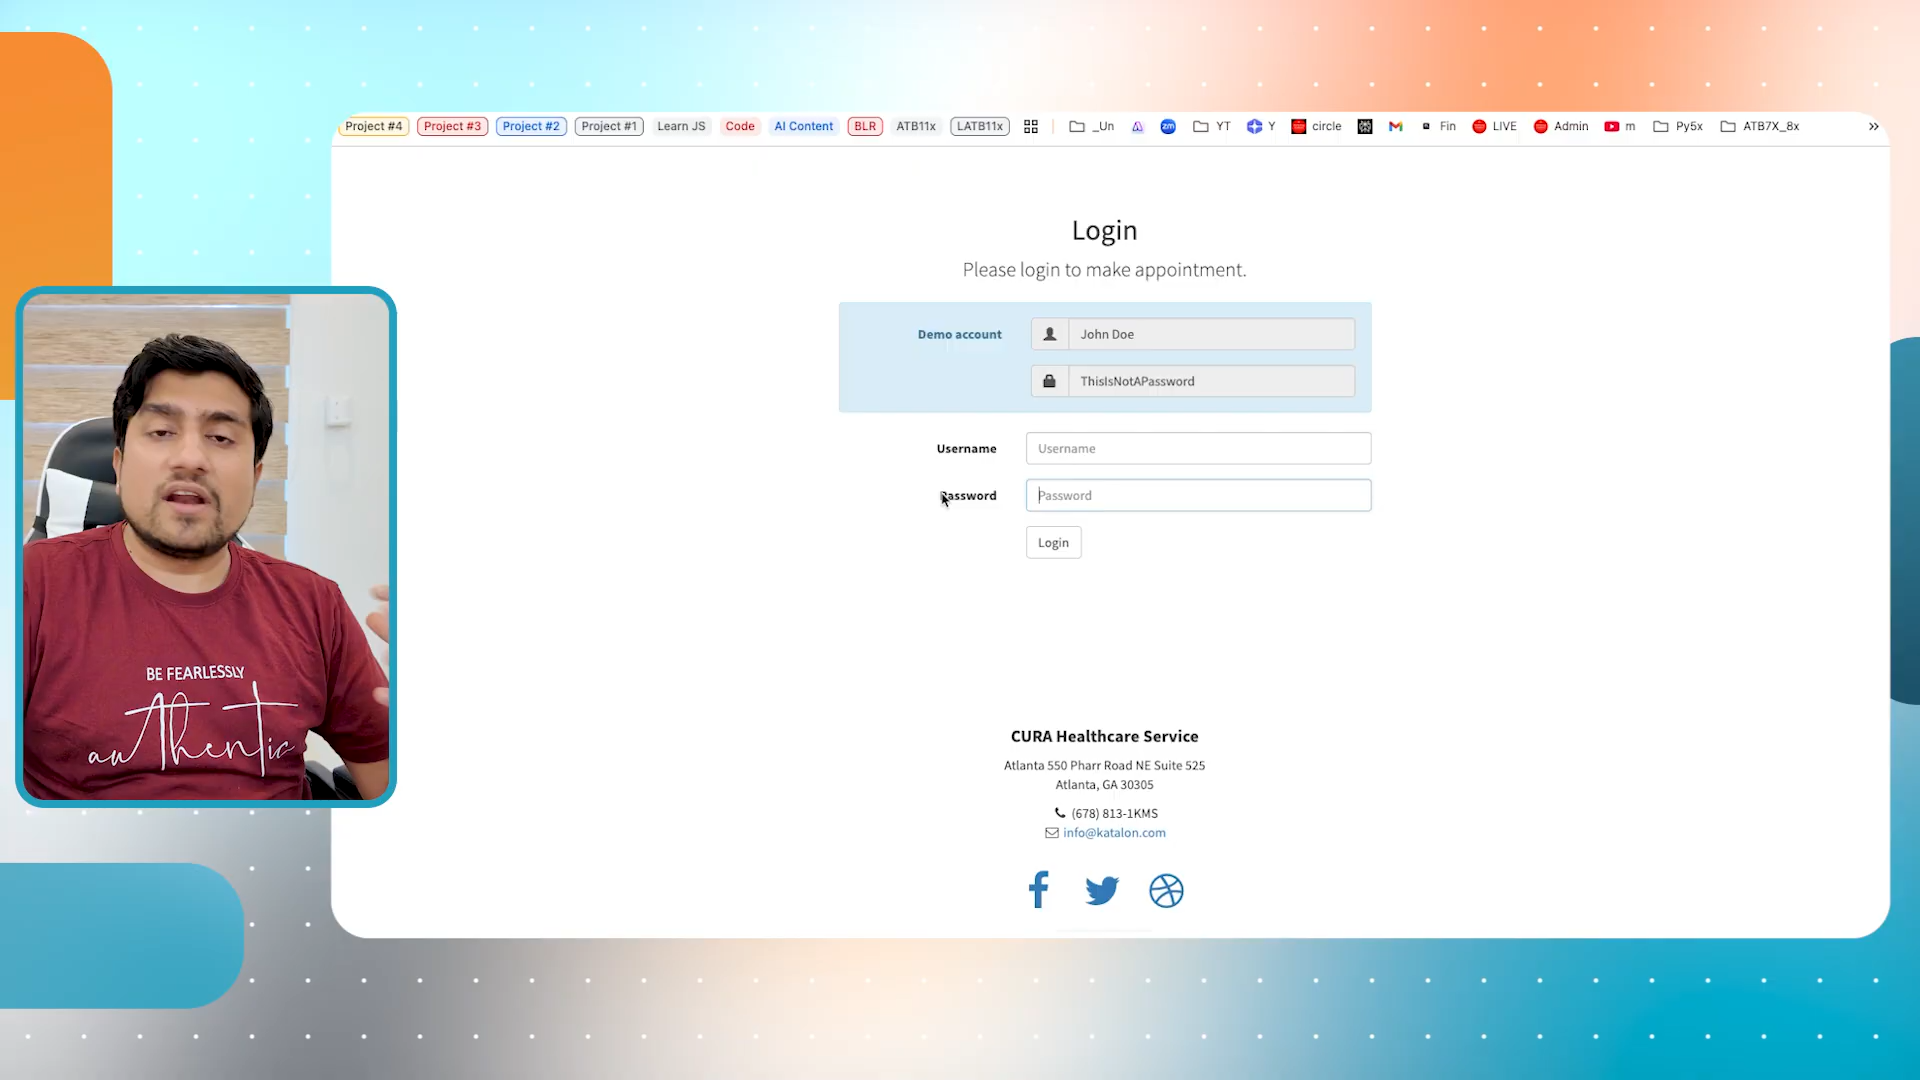 Project #4 Project #3 Project #2 Project #1 Learn JS Code AI Content BLR ATB11x LATB11x _Un zm YT Y circle Fin LIVE Admin m Py5x ATB7X_8x »
Login
Please login to make appointment.
Demo account John Doe
ThisIsNotAPassword
Username Username
Password Password
Login
BE FEARLESSLY
authentic
CURA Healthcare Service
Atlanta 550 Pharr Road NE Suite 525
Atlanta, GA 30305
(678) 813-1KMS
info@katalon.com